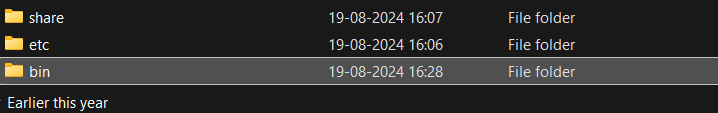 share 19-08-2024 16:07 File folder
etc 19-08-2024 16:06 File folder
bin 19-08-2024 16:28 File folder
Earlier this year